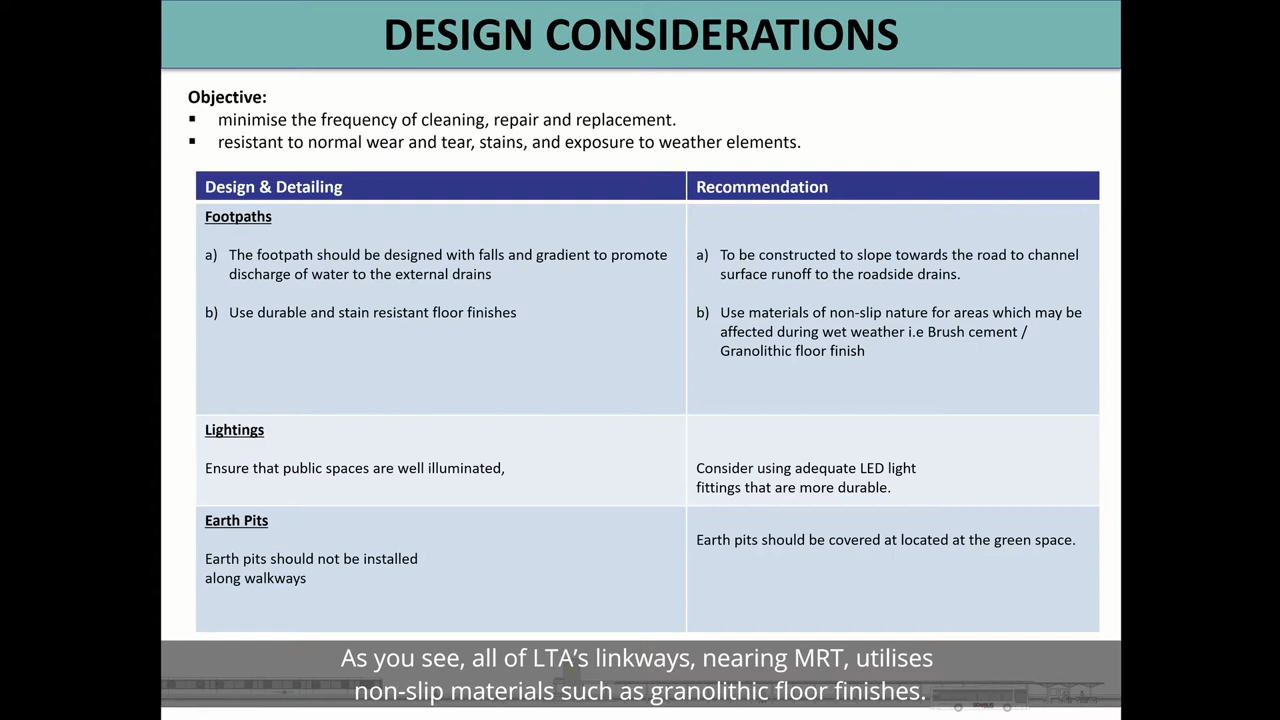 DESIGN CONSIDERATIONS
Objective:
▪ minimise the frequency of cleaning, repair and replacement.
▪ resistant to normal wear and tear, stains, and exposure to weather elements.
Design & Detailing
Recommendation
Footpaths
a) The footpath should be designed with falls and gradient to promote
discharge of water to the external drains
b) Use durable and stain resistant floor finishes
a) To be constructed to slope towards the road to channel
surface runoff to the roadside drains.
b) Use materials of non-slip nature for areas which may be
affected during wet weather i.e Brush cement /
Granolithic floor finish
Lightings
Ensure that public spaces are well illuminated,
Consider using adequate LED light
fittings that are more durable.
Earth Pits
Earth pits should not be installed
along walkways
Earth pits should be covered at located at the green space.
As you see, all of LTA’s linkways, nearing MRT, utilises
non-slip materials such as granolithic floor finishes.